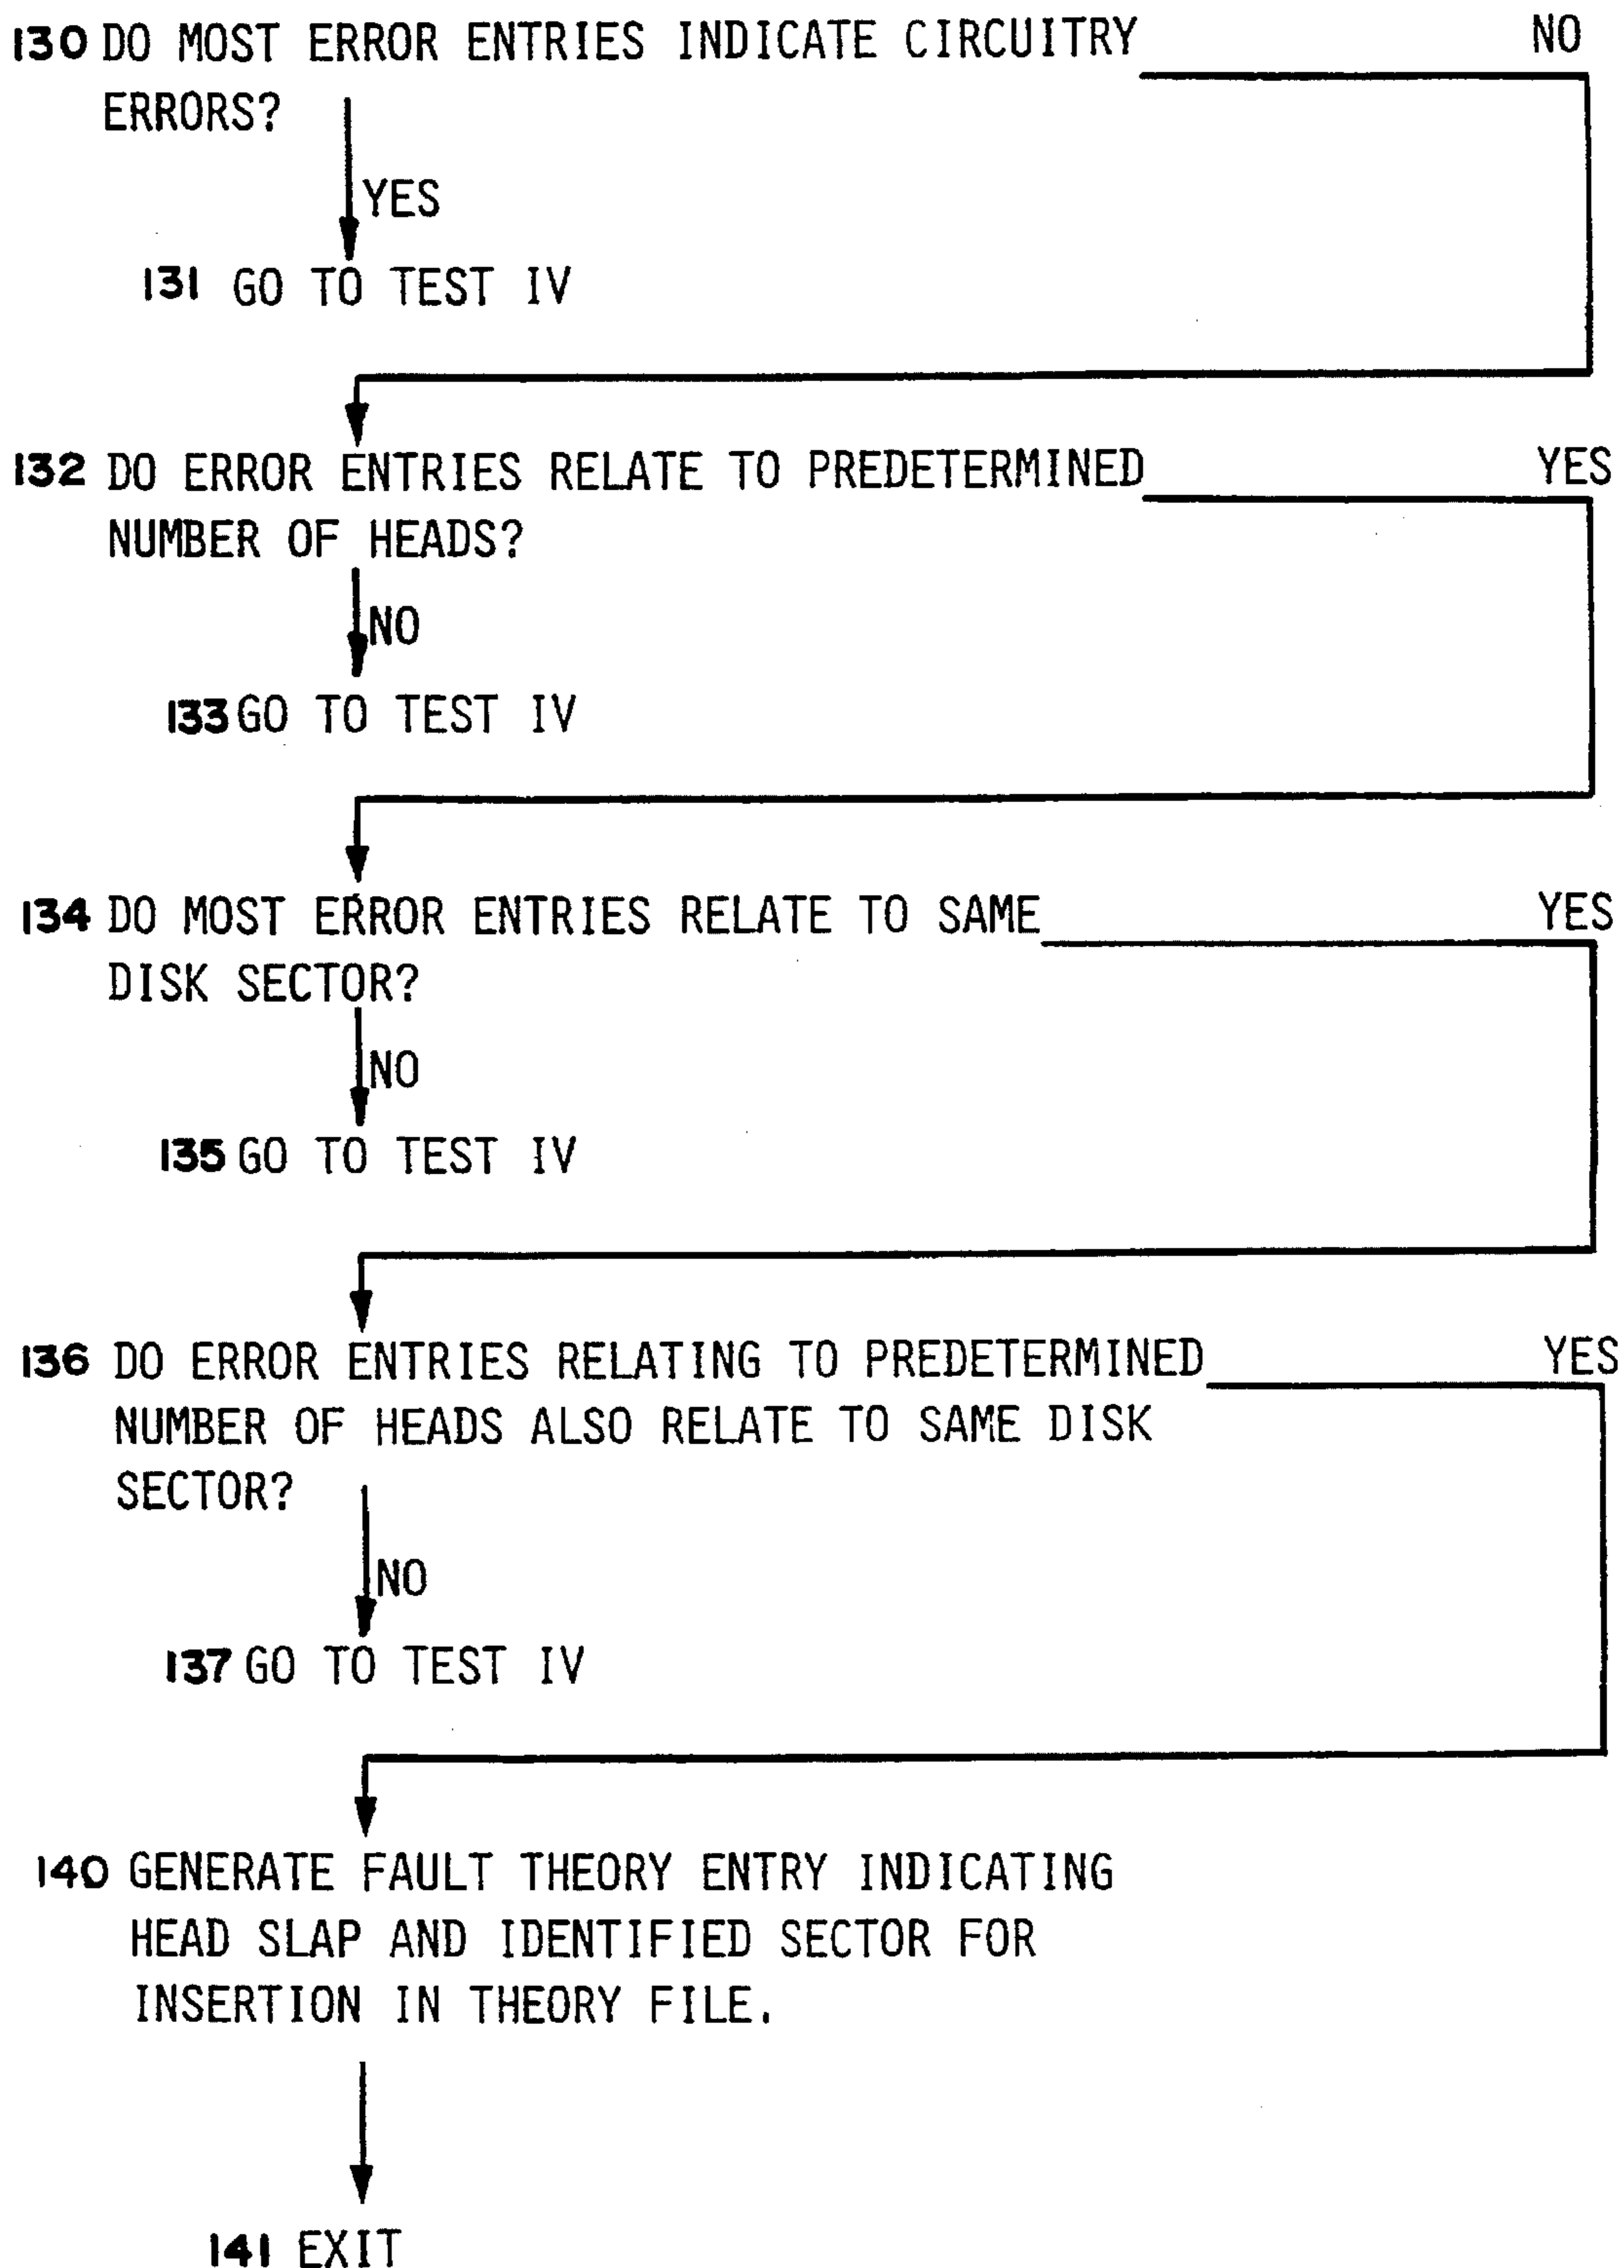 130 DO MOST ERROR ENTRIES INDICATE CIRCUITRY NO
ERRORS?
YES
131 GO TO TEST IV
132 DO ERROR ENTRIES RELATE TO PREDETERMINED YES
NUMBER OF HEADS?
NO
133 GO TO TEST IV
134 DO MOST ERROR ENTRIES RELATE TO SAME YES
DISK SECTOR?
NO
135 GO TO TEST IV
136 DO ERROR ENTRIES RELATING TO PREDETERMINED YES
NUMBER OF HEADS ALSO RELATE TO SAME DISK
SECTOR?
NO
137 GO TO TEST IV
140 GENERATE FAULT THEORY ENTRY INDICATING
HEAD SLAP AND IDENTIFIED SECTOR FOR
INSERTION IN THEORY FILE.
141 EXIT